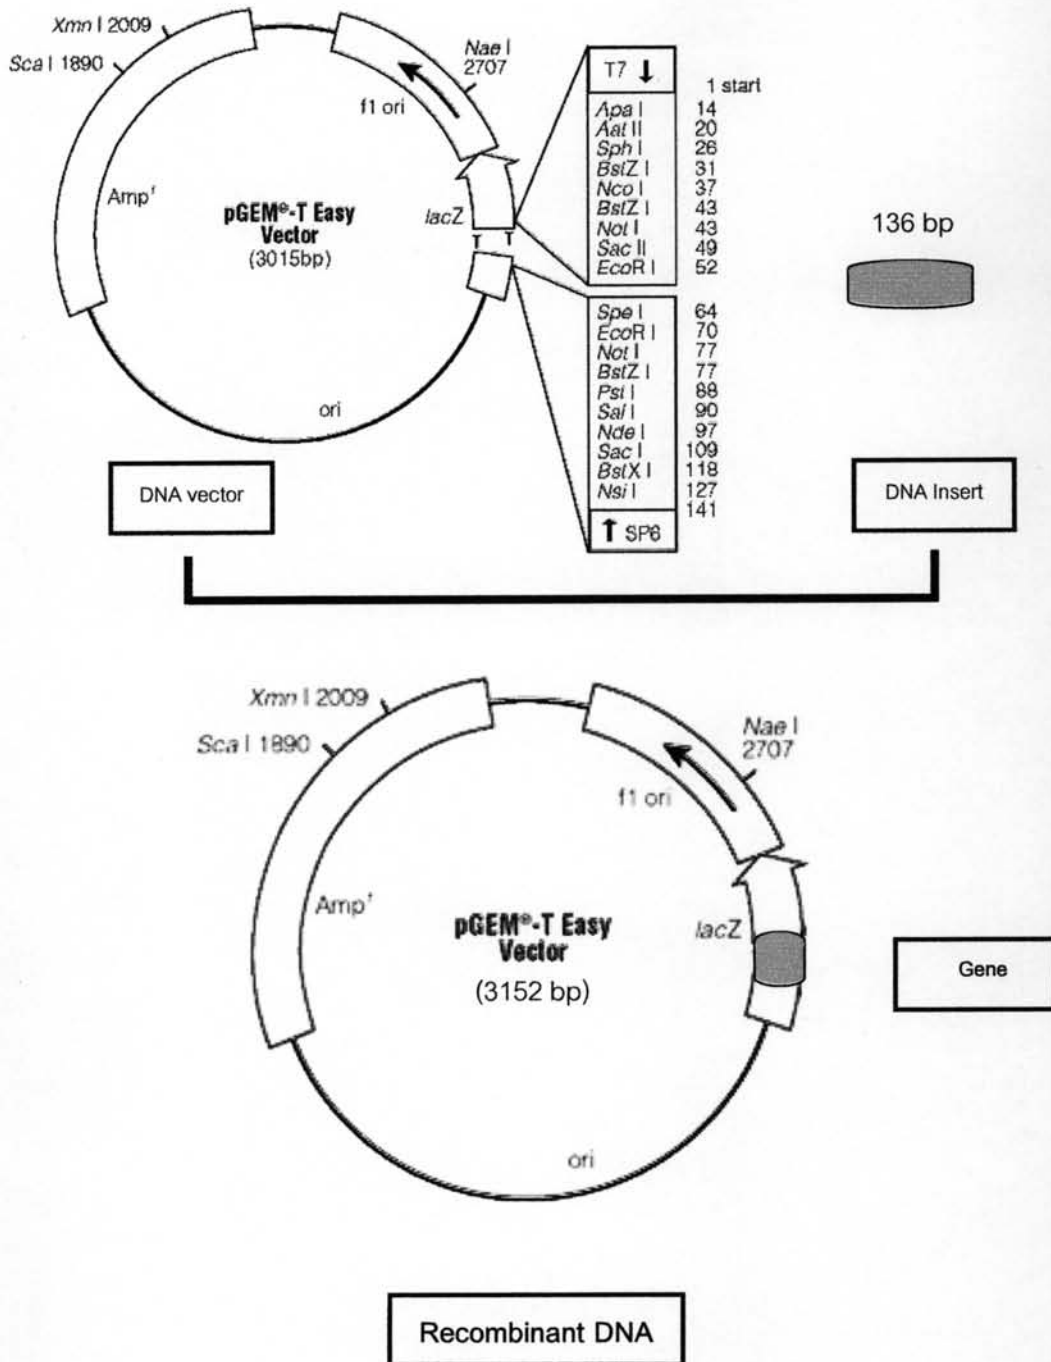 Xmn I 2009
Sca I 1890
Nae I
2707
f1 ori
Ampʳ
pGEM®-T Easy
Vector
(3015bp)
lacZ
T T
ori
T7 ↓
1 start
Apa I 14
Aat II 20
Sph I 26
BstZ I 31
Nco I 37
BstZ I 43
Not I 43
Sac II 49
EcoR I 52
Spe I 64
EcoR I 70
Not I 77
BstZ I 77
Pst I 88
Sal I 90
Nde I 97
Sac I 109
BstX I 118
Nsi I 127
141
↑ SP6
136 bp
DNA vector
DNA Insert
Xmn I 2009
Sca I 1890
Nae I
2707
f1 ori
Ampʳ
pGEM®-T Easy
Vector
(3152 bp)
lacZ
ori
Gene
Recombinant DNA